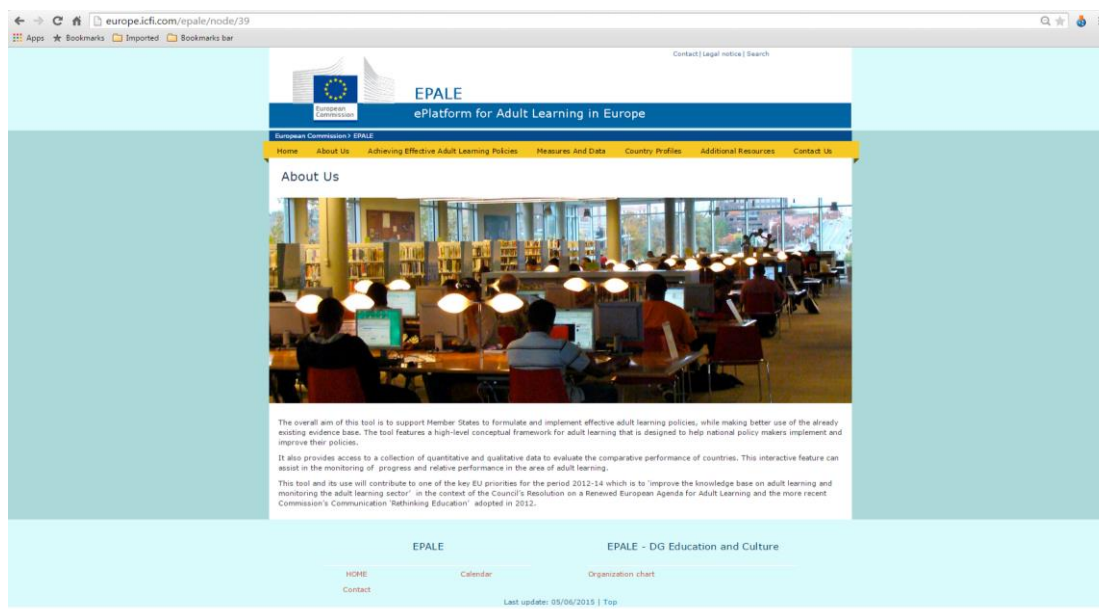 europe.icfi.com/epale/node/39
Apps Bookmarks Imported Bookmarks bar
Contact | Legal notice | Search
European
Commission
EPALE
ePlatform for Adult Learning in Europe
European Commission > EPALE
Home About Us Achieving Effective Adult Learning Policies Measures And Data Country Profiles Additional Resources Contact Us
About Us
The overall aim of this tool is to support Member States to formulate and implement effective adult learning policies, while making better use of the already
existing evidence base. The tool features a high-level conceptual framework for adult learning that is designed to help national policy makers implement and
improve their policies.
It also provides access to a collection of quantitative and qualitative data to evaluate the comparative performance of countries. This interactive feature can
assist in the monitoring of progress and relative performance in the area of adult learning.
This tool and its use will contribute to one of the key EU priorities for the period 2012-14 which is to 'improve the knowledge base on adult learning and
monitoring the adult learning sector' in the context of the Council's Resolution on a Renewed European Agenda for Adult Learning and the more recent
Commission's Communication 'Rethinking Education' adopted in 2012.
EPALE EPALE - DG Education and Culture
HOME Calendar Organization chart
Contact
Last update: 05/06/2015 | Top